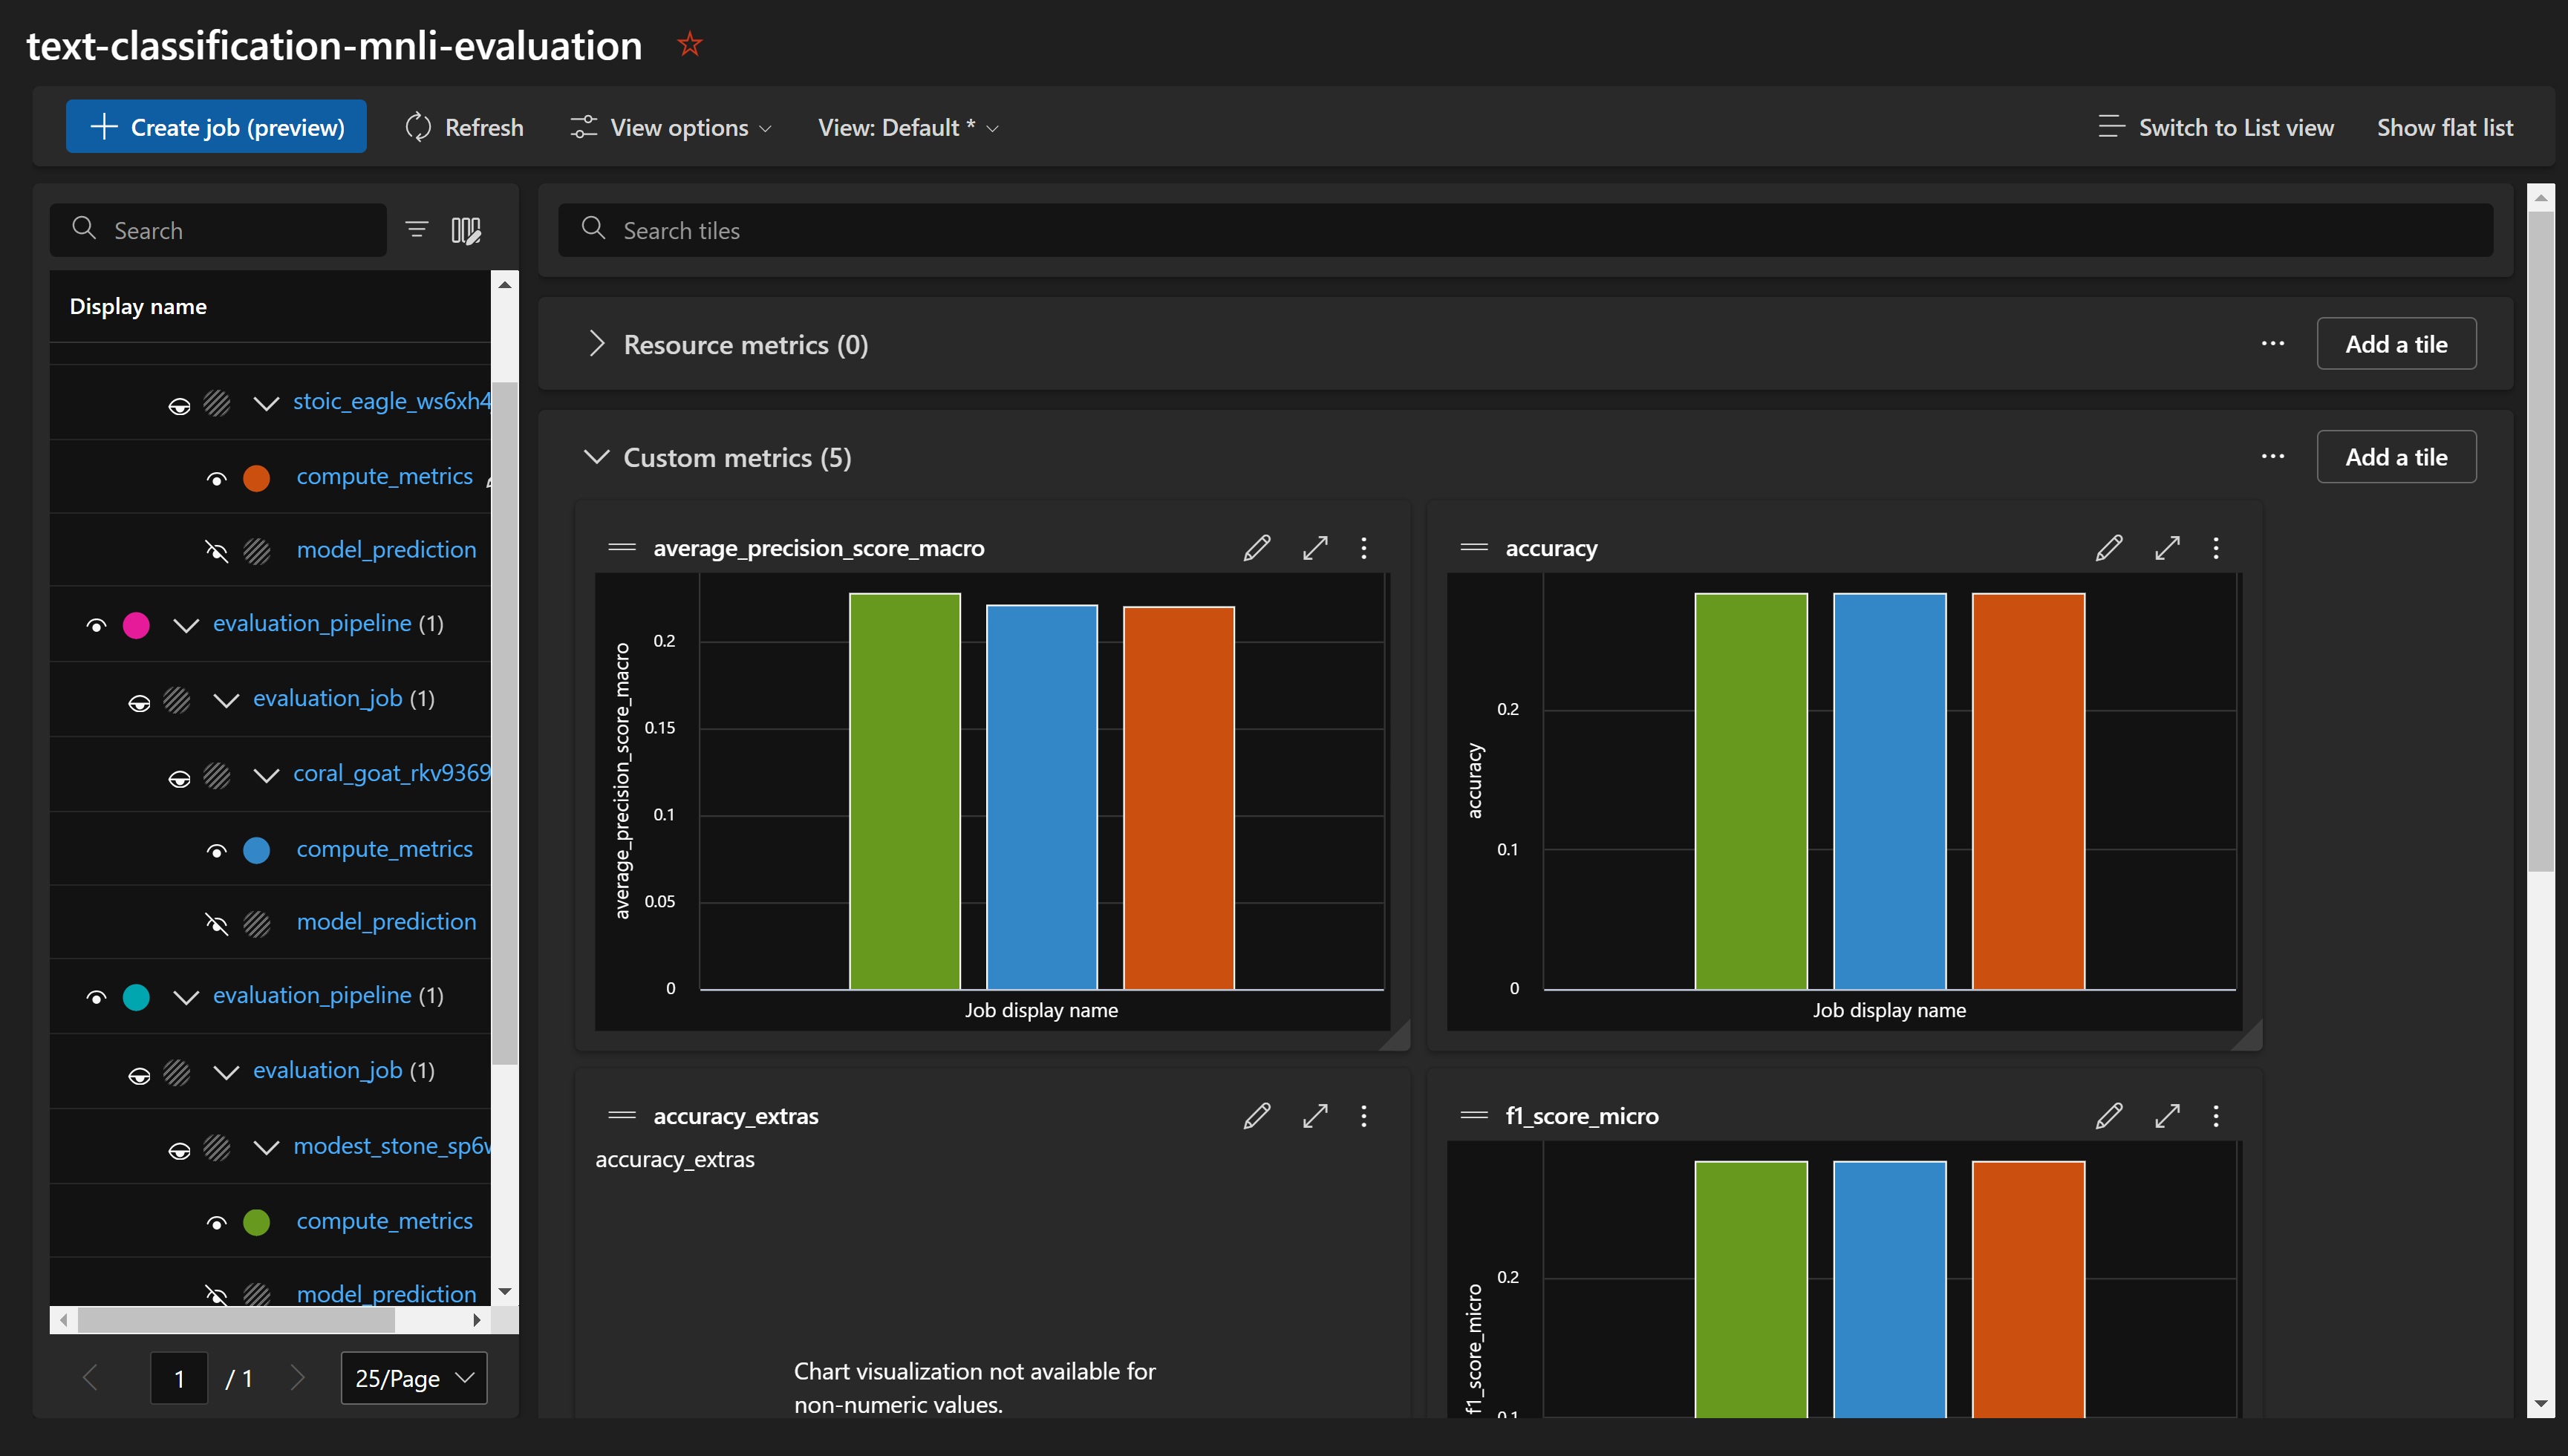 text-classification-mnli-evaluation
Create job (preview)
Refresh
View options
View: Default *
Switch to List view
Show flat list
Search
Display name
stoic_eagle_ws6xh4
compute_metrics
model_prediction
evaluation_pipeline (1)
evaluation_job (1)
coral_goat_rkv9369
compute_metrics
model_prediction
evaluation_pipeline (1)
evaluation_job (1)
modest_stone_sp6
compute_metrics
model_prediction
1 / 1
25/Page
Search tiles
Resource metrics (0)
Add a tile
Custom metrics (5)
Add a tile
average_precision_score_macro
average_precision_score_macro
0.2
0.15
0.1
0.05
0
Job display name
accuracy
accuracy
0.2
0.1
0
Job display name
accuracy_extras
accuracy_extras
Chart visualization not available for
non-numeric values.
f1_score_micro
f1_score_micro
0.2
0.1